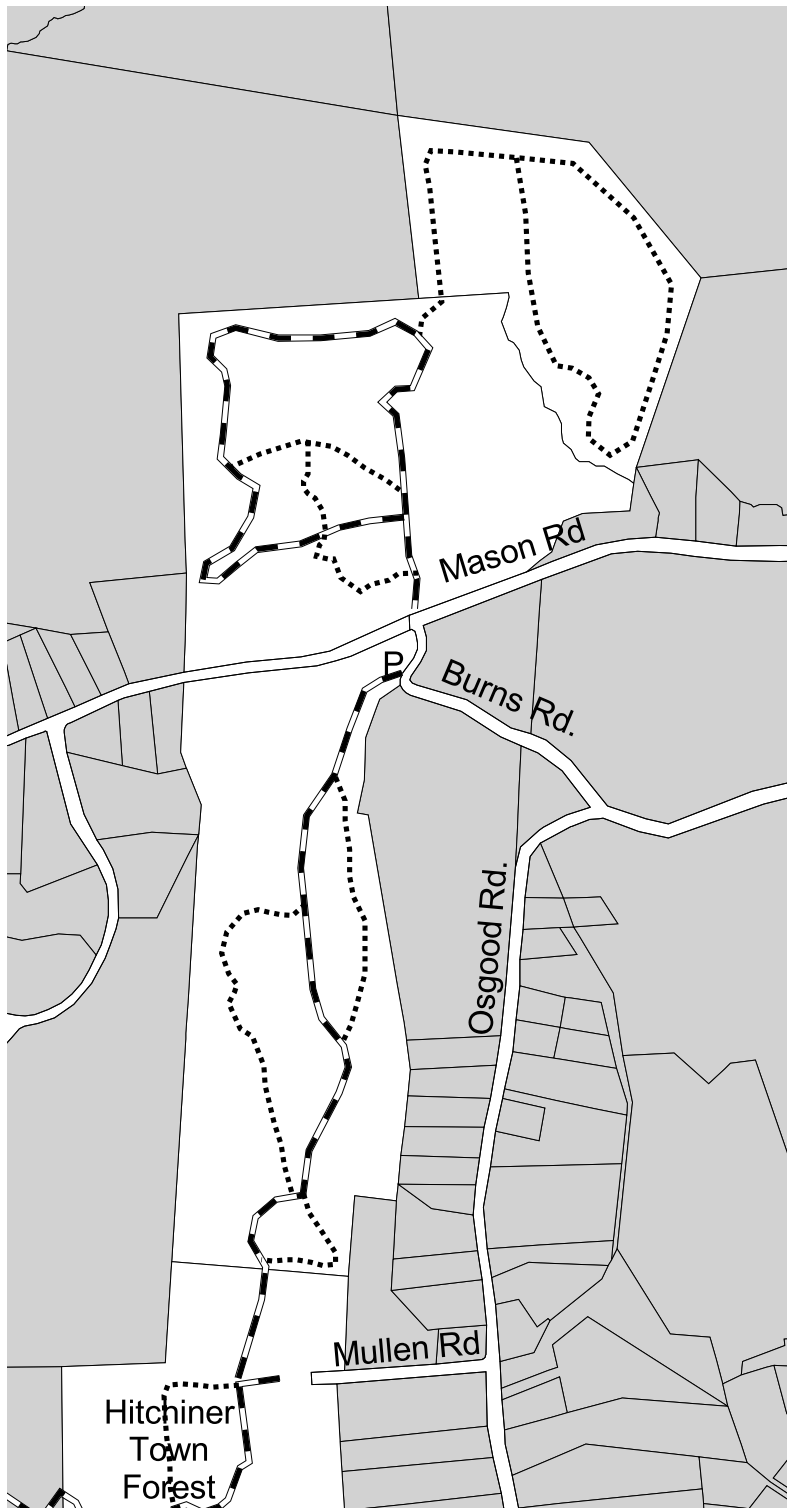 Mason Rd
P
Burns Rd.
Osgood Rd.
Mullen Rd
Hitchiner
Town
Forest